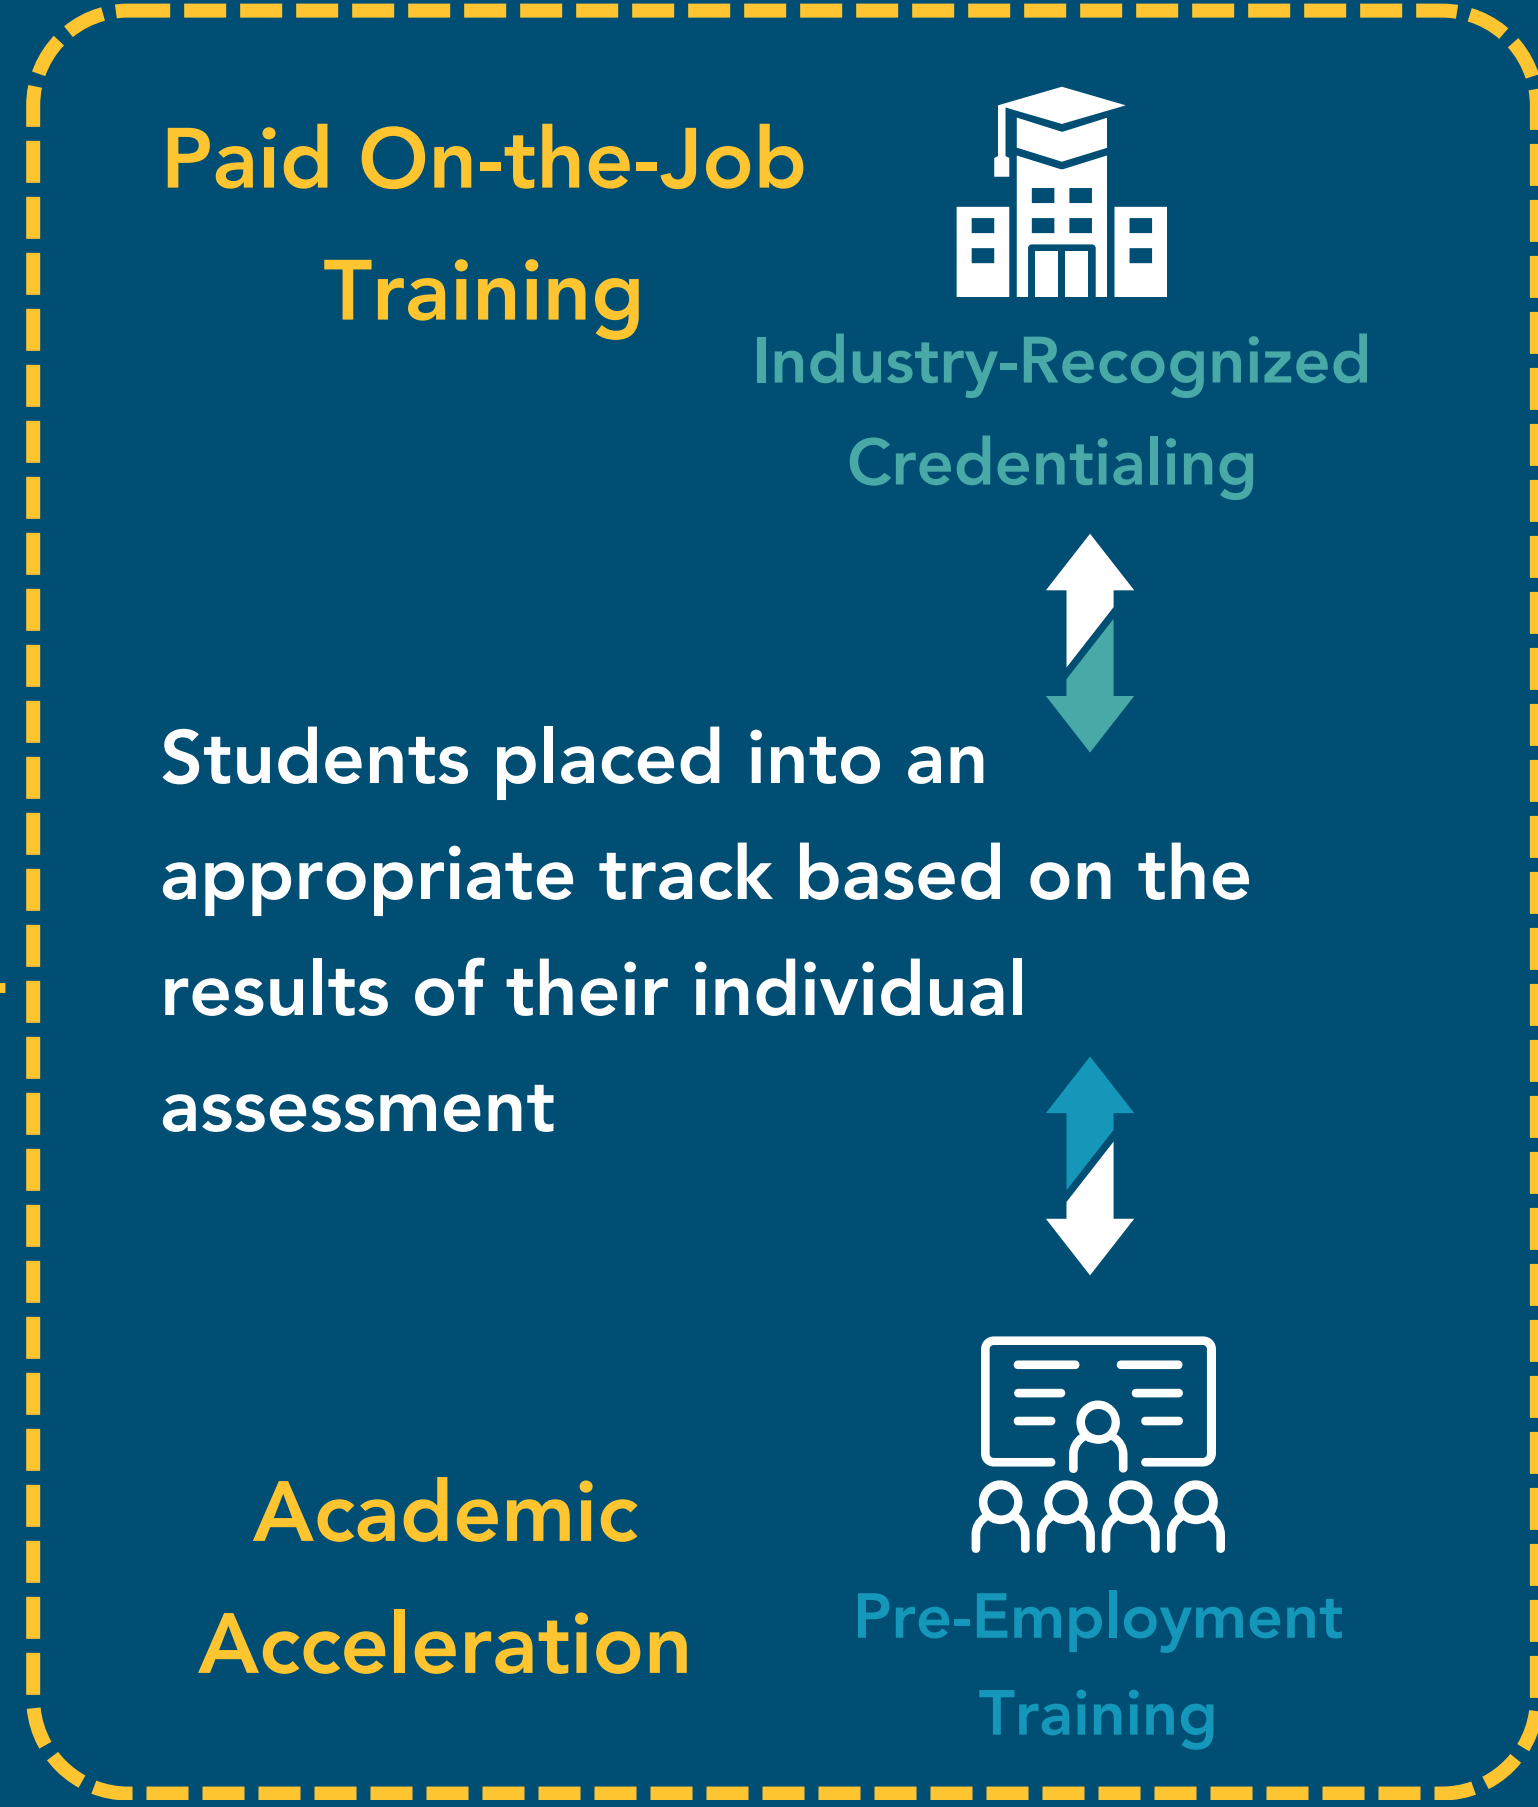 Paid On-the-Job
Training
Industry-Recognized
Credentialing
Students placed into an
appropriate track based on the
results of their individual
assessment
Academic
Acceleration
Pre-Employment
Training